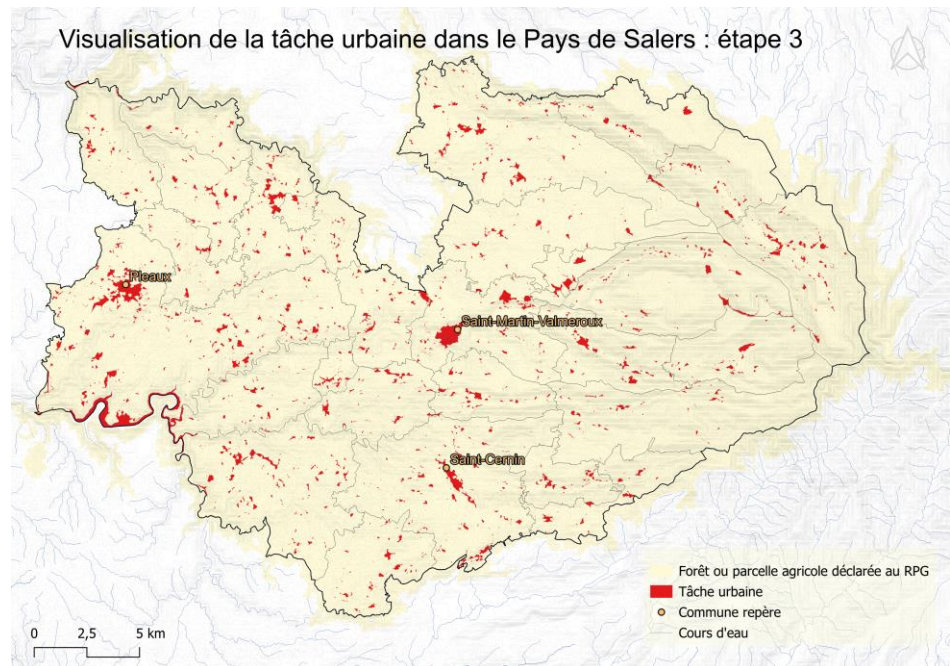 Visualisation de la tâche urbaine dans le Pays de Salers : étape 3
Pleaux
Saint-Martin-Valmeroux
Saint-Cernin
Forêt ou parcelle agricole déclarée au RPG
Tâche urbaine
Commune repère
Cours d'eau
0 2,5 5 km